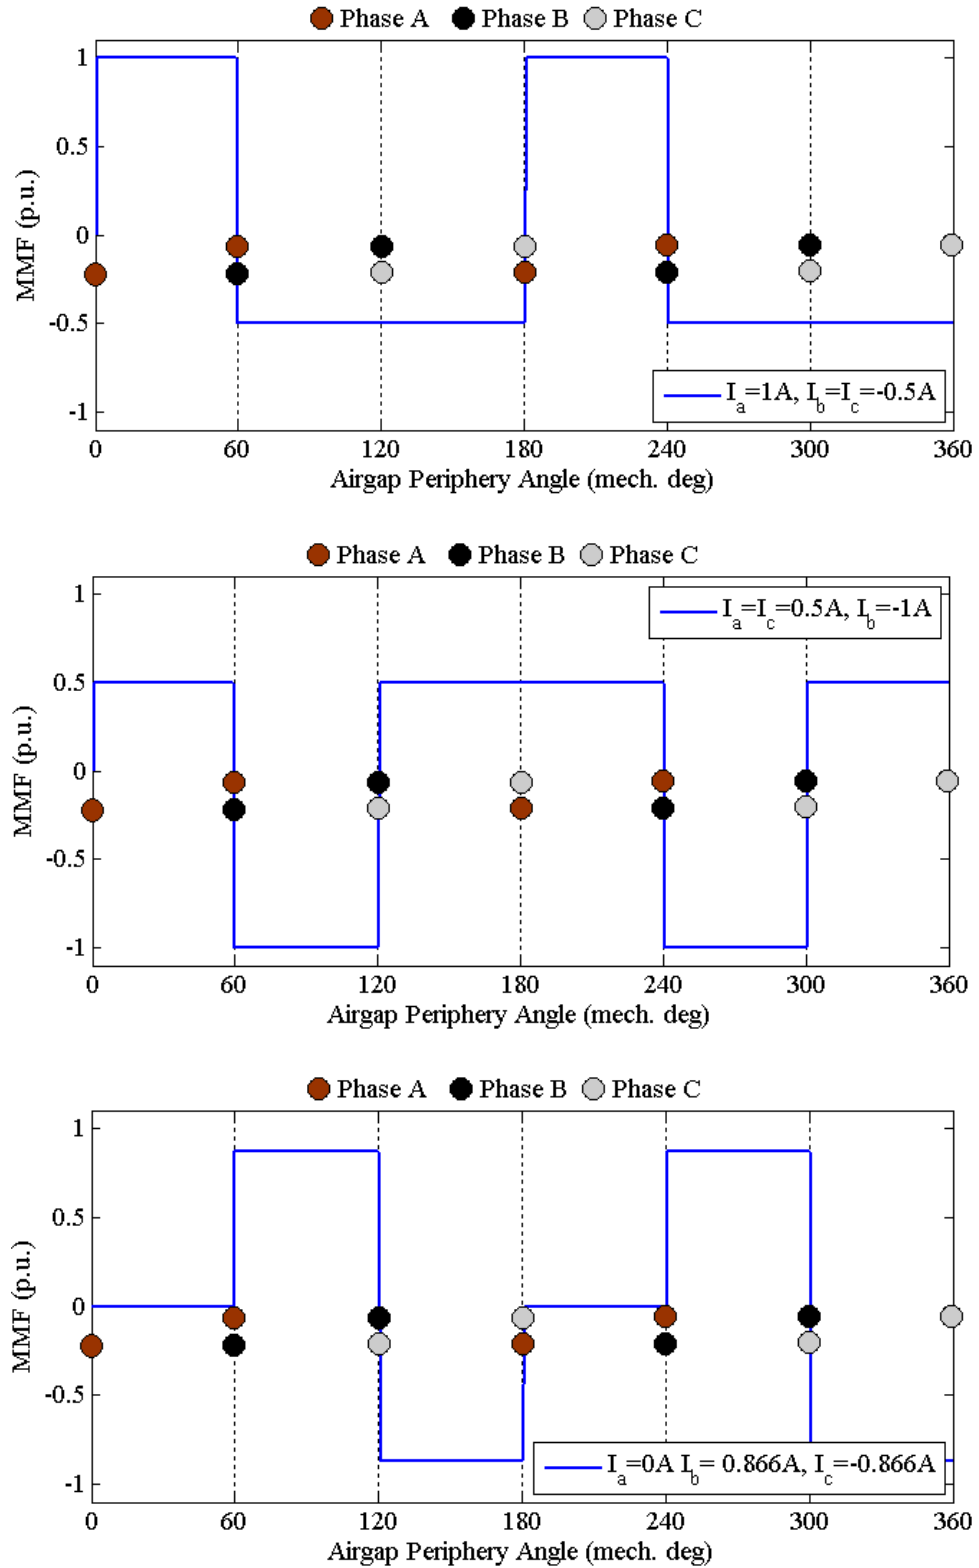 Phase A Phase B Phase C
1
0.5
0
-0.5
-1
MMF (p.u.)
I_a=1A, I_b=I_c=-0.5A
0 60 120 180 240 300 360
Airgap Periphery Angle (mech. deg)
Phase A Phase B Phase C
1
0.5
0
-0.5
-1
MMF (p.u.)
I_a=I_c=0.5A, I_b=-1A
0 60 120 180 240 300 360
Airgap Periphery Angle (mech. deg)
Phase A Phase B Phase C
1
0.5
0
-0.5
-1
MMF (p.u.)
I_a=0A I_b= 0.866A, I_c=-0.866A
0 60 120 180 240 300 360
Airgap Periphery Angle (mech. deg)